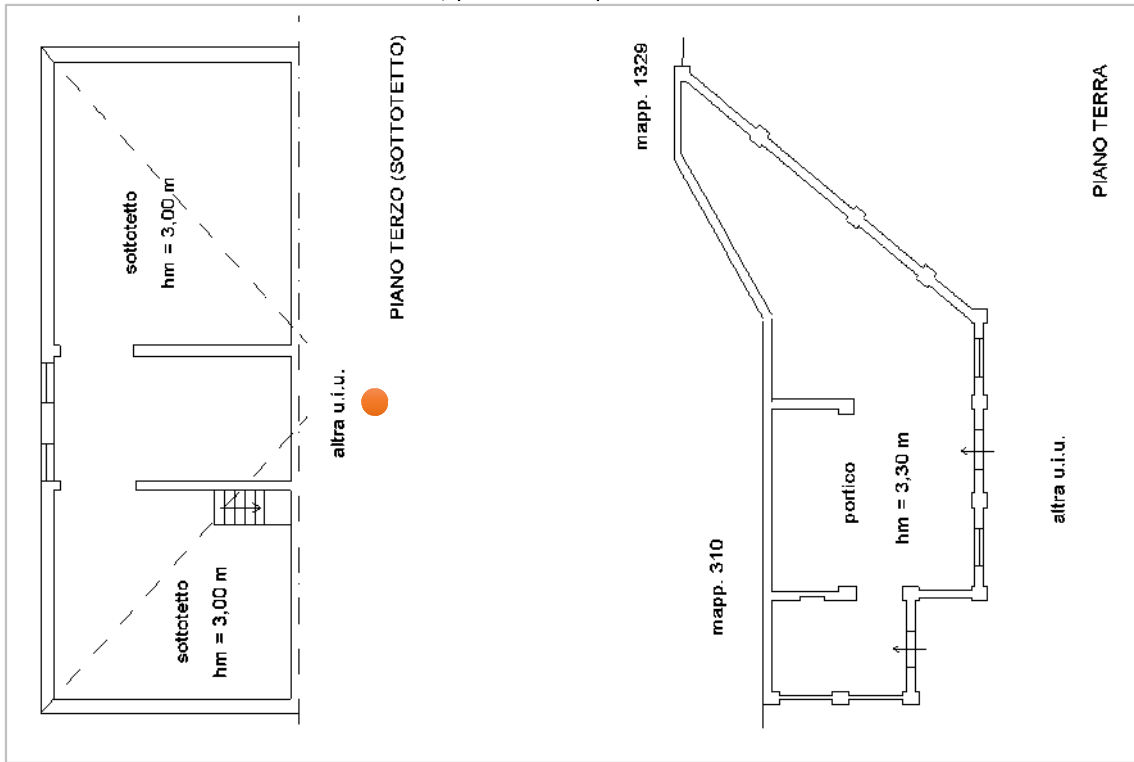 sottotetto
hm = 3,00 m
sottotetto
hm = 3,00 m
altra u.i.u.
PIANO TERZO (SOTTOTETTO)
mapp. 1329
mapp. 310
portico
hm = 3,30 m
altra u.i.u.
PIANO TERRA